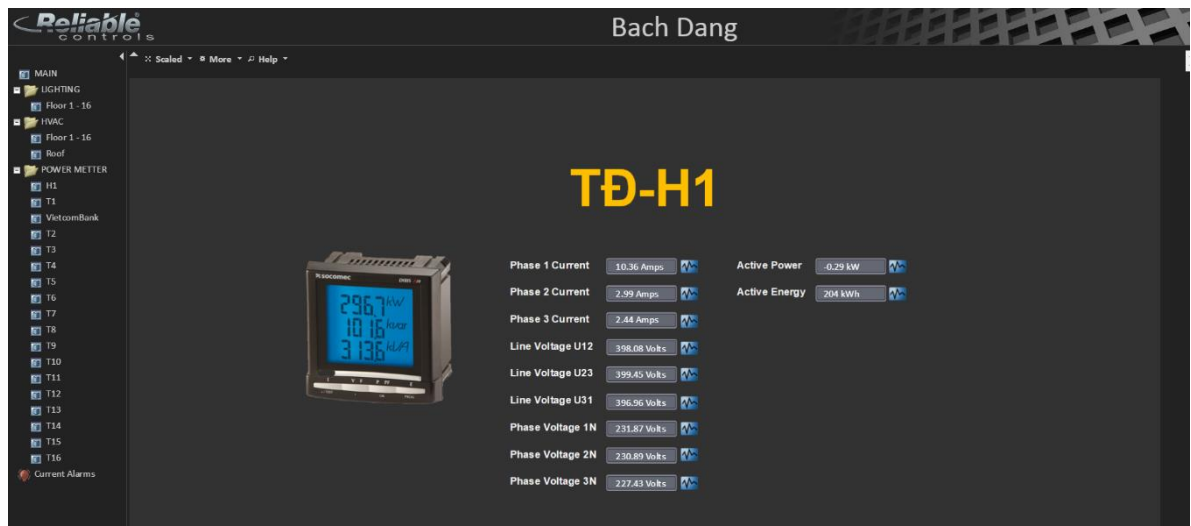 Reliable
controls
Bach Dang
Scaled More Help
MAIN
LIGHTING
Floor 1 - 16
HVAC
Floor 1 - 16
Roof
POWER METTER
H1
T1
VietcomBank
T2
T3
T4
T5
T6
T7
T8
T9
T10
T11
T12
T13
T14
T15
T16
Current Alarms
TĐ-H1
socomec
296.7 kW
101.6 kvar
313.6 kVA
Phase 1 Current 10.36 Amps
Phase 2 Current 2.99 Amps
Phase 3 Current 2.44 Amps
Line Voltage U12 398.08 Volts
Line Voltage U23 399.45 Volts
Line Voltage U31 396.96 Volts
Phase Voltage 1N 231.87 Volts
Phase Voltage 2N 230.89 Volts
Phase Voltage 3N 227.43 Volts
Active Power -0.29 kW
Active Energy 204 kWh